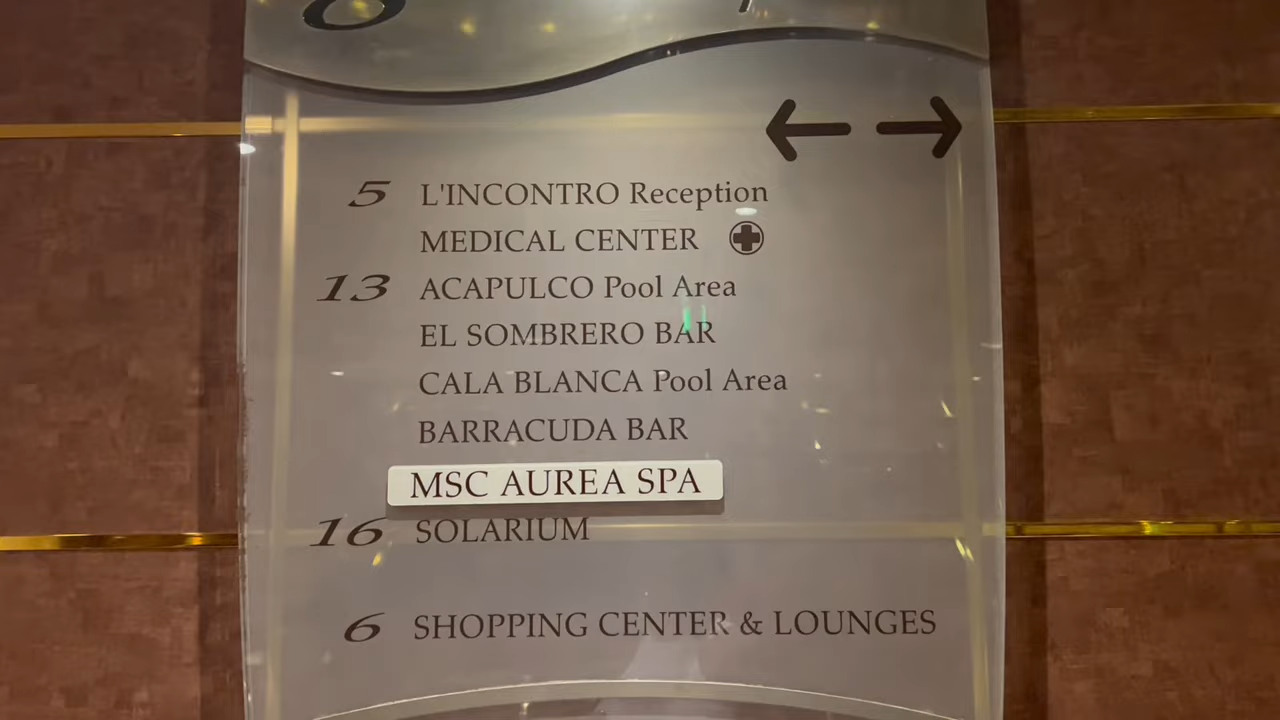 5 L'INCONTRO Reception
MEDICAL CENTER
13 ACAPULCO Pool Area
EL SOMBRERO BAR
CALA BLANCA Pool Area
BARRACUDA BAR
MSC AUREA SPA
16 SOLARIUM
6 SHOPPING CENTER & LOUNGES